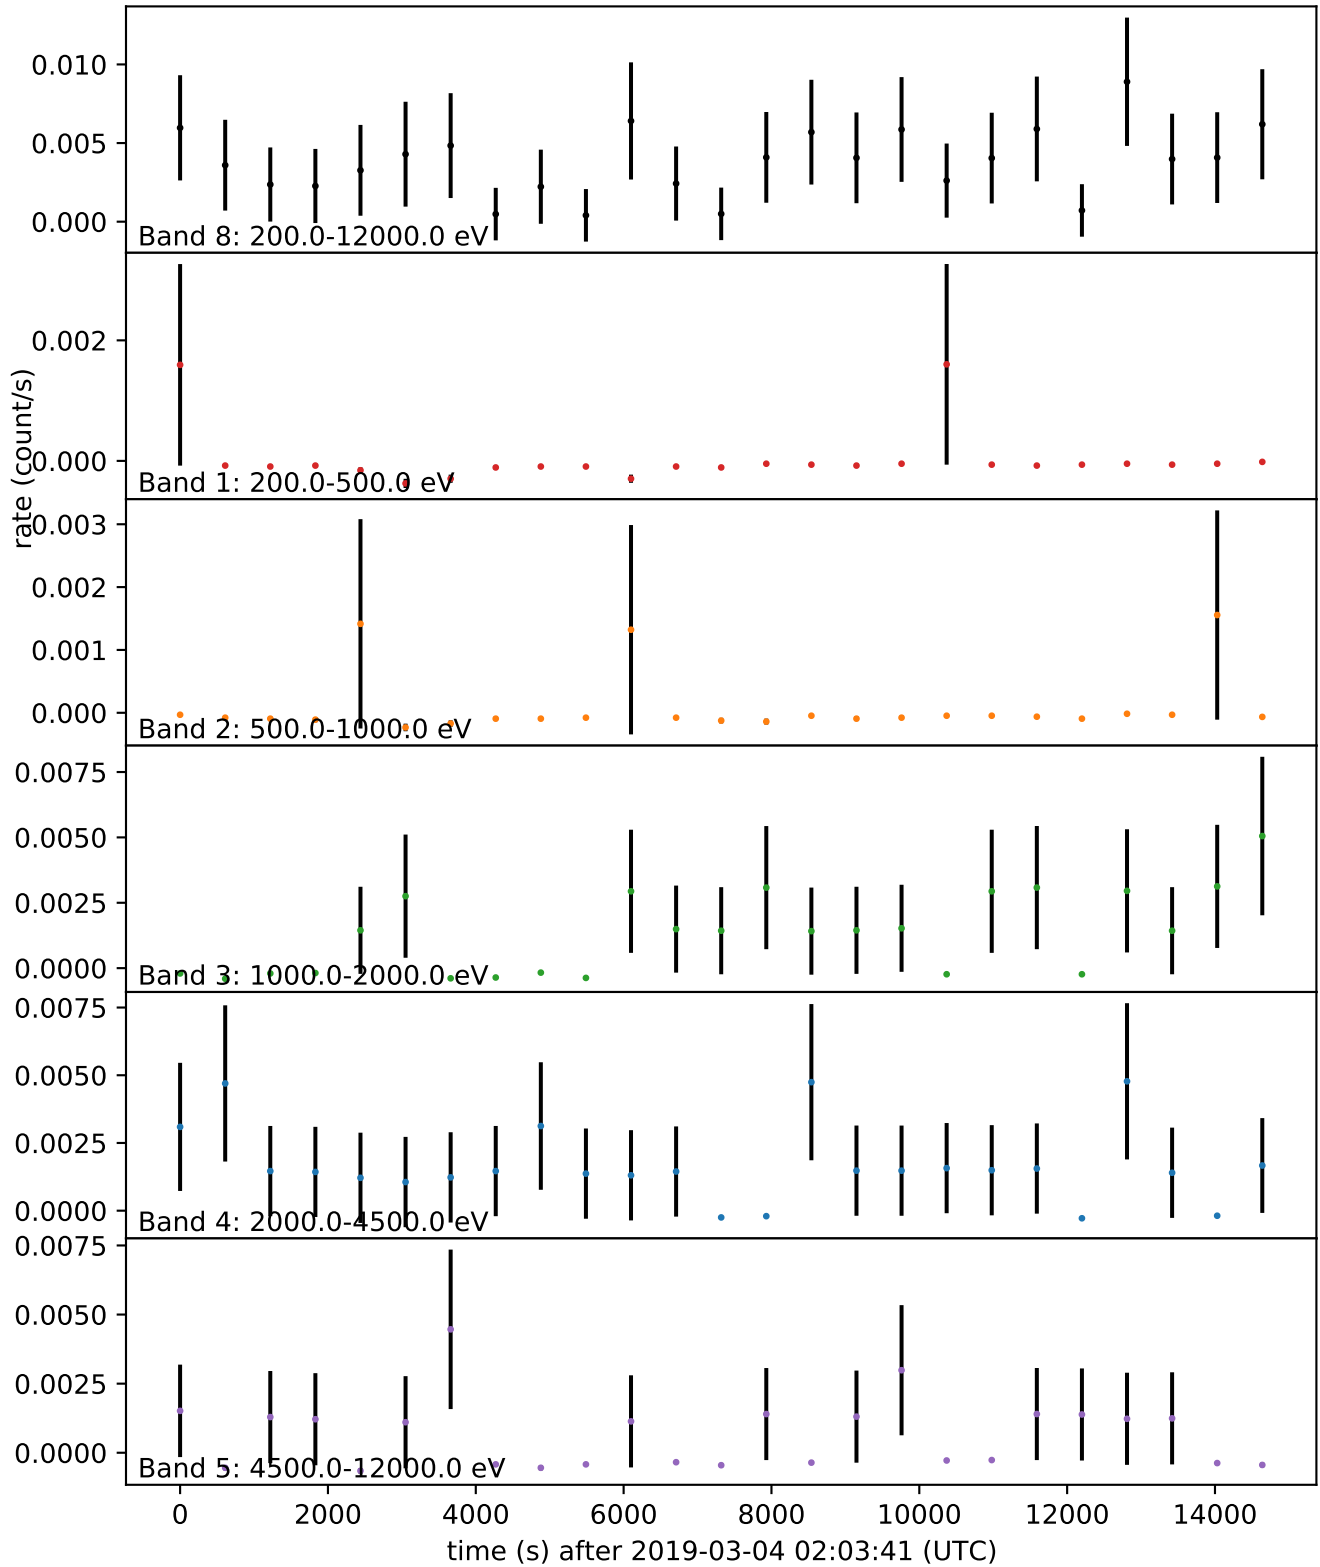 0.010
0.005
0.000
Band 8: 200.0-12000.0 eV
0.002
0.000
Band 1: 200.0-500.0 eV
rate (count/s)
0.003
0.002
0.001
0.000
Band 2: 500.0-1000.0 eV
0.0075
0.0050
0.0025
0.0000
Band 3: 1000.0-2000.0 eV
0.0075
0.0050
0.0025
0.0000
Band 4: 2000.0-4500.0 eV
0.0075
0.0050
0.0025
0.0000
Band 5: 4500.0-12000.0 eV
0 2000 4000 6000 8000 10000 12000 14000
time (s) after 2019-03-04 02:03:41 (UTC)